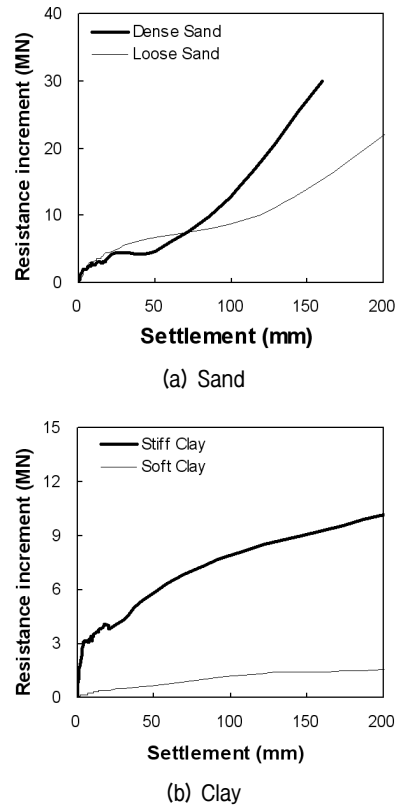 40
30
20
10
0
Resistance increment (MN)
Dense Sand
Loose Sand
0 50 100 150 200
Settlement (mm)
(a) Sand
15
12
9
6
3
0
Resistance increment (MN)
Stiff Clay
Soft Clay
0 50 100 150 200
Settlement (mm)
(b) Clay